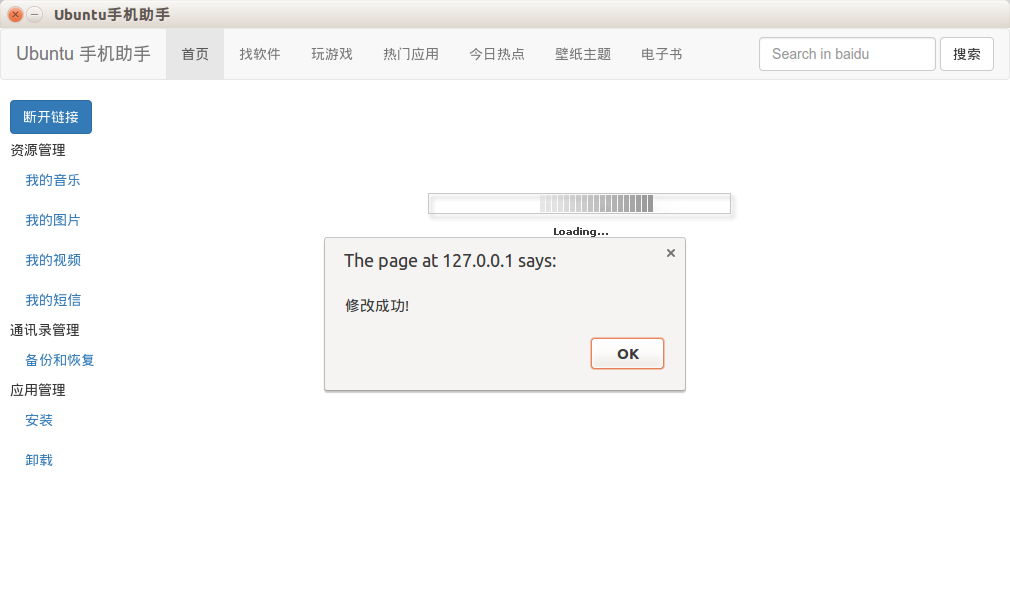 Ubuntu手机助手
Ubuntu 手机助手 首页 找软件 玩游戏 热门应用 今日热点 壁纸主题 电子书 Search in baidu 搜索
断开链接
资源管理
我的音乐
我的图片
我的视频
我的短信
通讯录管理
备份和恢复
应用管理
安装
卸载
Loading...
The page at 127.0.0.1 says:
修改成功!
OK